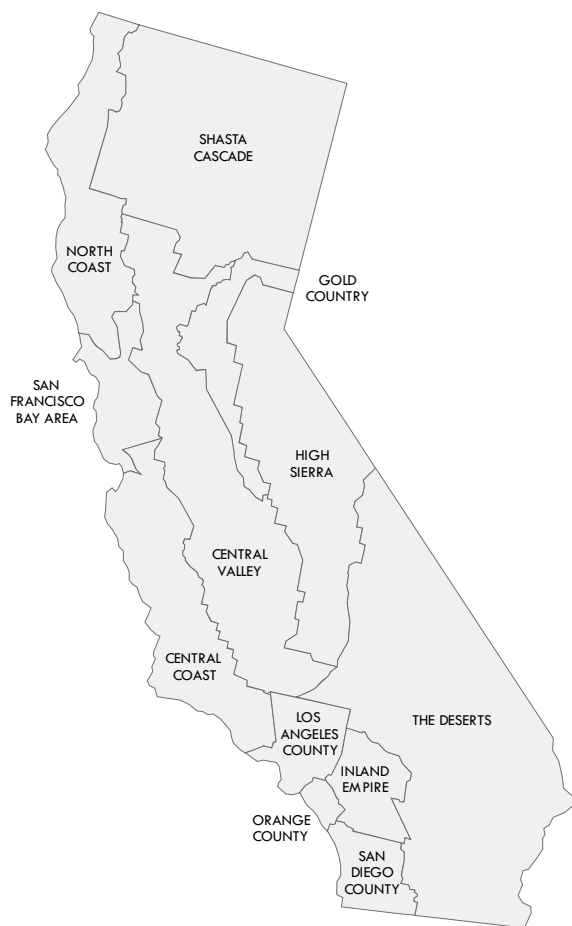 SHASTA
CASCADE
NORTH
COAST
GOLD
COUNTRY
SAN
FRANCISCO
BAY AREA
HIGH
SIERRA
CENTRAL
VALLEY
CENTRAL
COAST
LOS
ANGELES
COUNTY
THE DESERTS
INLAND
EMPIRE
ORANGE
COUNTY
SAN
DIEGO
COUNTY